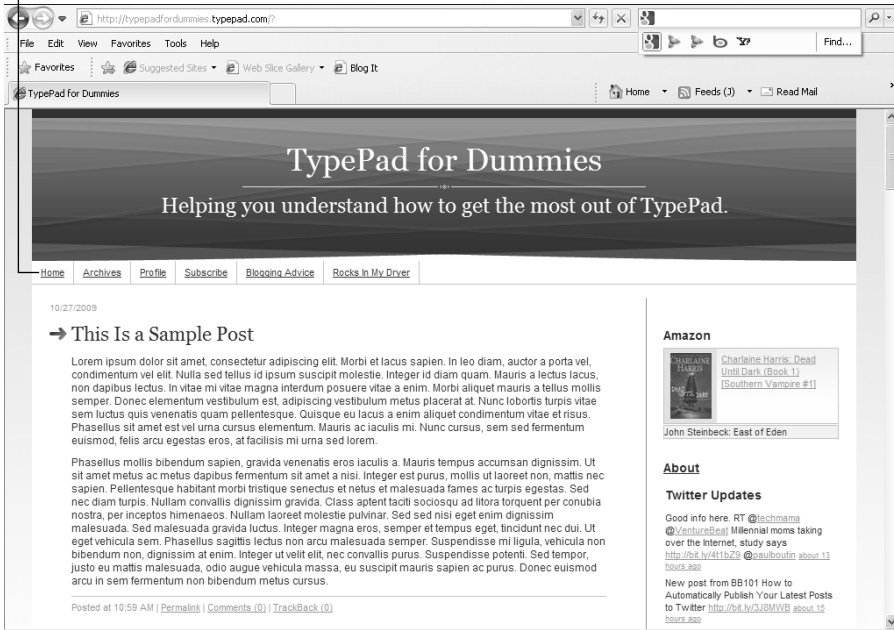 http://typepadfordummies.typepad.com/?
File Edit View Favorites Tools Help
Find...
Favorites Suggested Sites Web Slice Gallery Blog It
TypePad for Dummies
Home Feeds (J) Read Mail
TypePad for Dummies
Helping you understand how to get the most out of TypePad.
Home Archives Profile Subscribe Blogging Advice Rocks In My Dryer
10/27/2009
This Is a Sample Post
Lorem ipsum dolor sit amet, consectetur adipiscing elit. Morbi et lacus sapien. In leo diam, auctor a porta vel,
condimentum vel elit. Nulla sed tellus id ipsum suscipit molestie. Integer id diam quam. Mauris a lectus lacus,
non dapibus lectus. In vitae mi vitae magna interdum posuere vitae a enim. Morbi aliquet mauris a tellus mollis
semper. Donec elementum vestibulum est, adipiscing vestibulum metus placerat at. Nunc lobortis turpis vitae
sem luctus quis venenatis quam pellentesque. Quisque eu lacus a enim aliquet condimentum vitae et risus.
Phasellus sit amet est vel urna cursus elementum. Mauris ac iaculis mi. Nunc cursus, sem sed fermentum
euismod, felis arcu egestas eros, at facilisis mi urna sed lorem.
Phasellus mollis bibendum sapien, gravida venenatis eros iaculis a. Mauris tempus accumsan dignissim. Ut
sit amet metus ac metus dapibus fermentum sit amet a nisi. Integer est purus, mollis ut laoreet non, mattis nec
sapien. Pellentesque habitant morbi tristique senectus et netus et malesuada fames ac turpis egestas. Sed
nec diam turpis. Nullam convallis dignissim gravida. Class aptent taciti sociosqu ad litora torquent per conubia
nostra, per inceptos himenaeos. Nullam laoreet molestie pulvinar. Sed sed nisi eget enim dignissim
malesuada. Sed malesuada gravida luctus. Integer magna eros, semper et tempus eget, tincidunt nec dui. Ut
eget vehicula sem. Phasellus sagittis lectus non arcu malesuada semper. Suspendisse mi ligula, vehicula non
bibendum non, dignissim at enim. Integer ut velit elit, nec convallis purus. Suspendisse potenti. Sed tempor,
justo eu mattis malesuada, odio augue vehicula massa, eu suscipit mauris sapien ac purus. Donec euismod
arcu in sem fermentum non bibendum metus cursus.
Posted at 10:59 AM | Permalink | Comments (0) | TrackBack (0)
Amazon
CHARLAINE
HARRIS
DEAD UNTIL DARK
Charlaine Harris: Dead
Until Dark (Book 1)
[Southern Vampire #1]
John Steinbeck: East of Eden
About
Twitter Updates
Good info here. RT @techmama
@VentureBeat Millennial moms taking
over the Internet, study says
http://bit.ly/4t1bZ9 @paulboutin about 13
hours ago
New post from BB101 How to
Automatically Publish Your Latest Posts
to Twitter http://bit.ly/3J8MWB about 15
hours ago